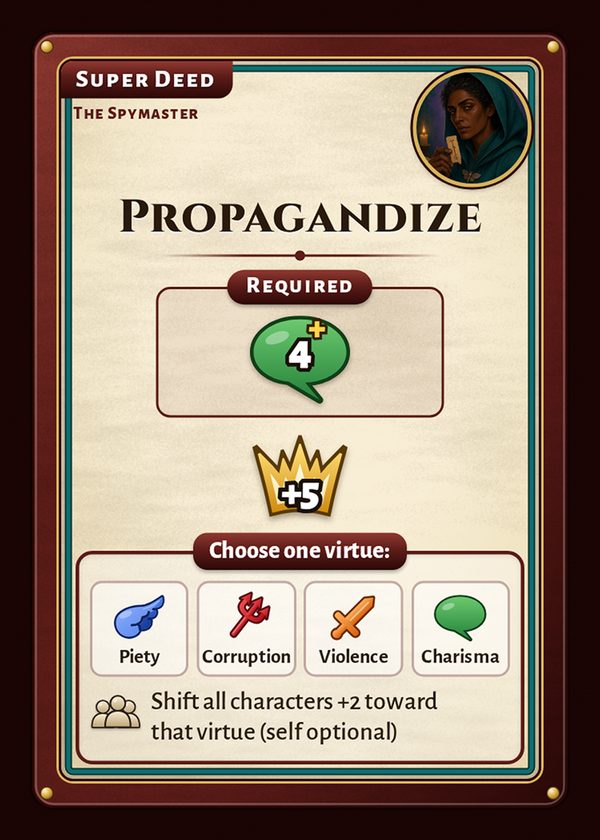 Super Deed
The Spymaster
Propagandize
Required
4+
+5
Choose one virtue:
Piety
Corruption
Violence
Charisma
Shift all characters +2 toward
that virtue (self optional)